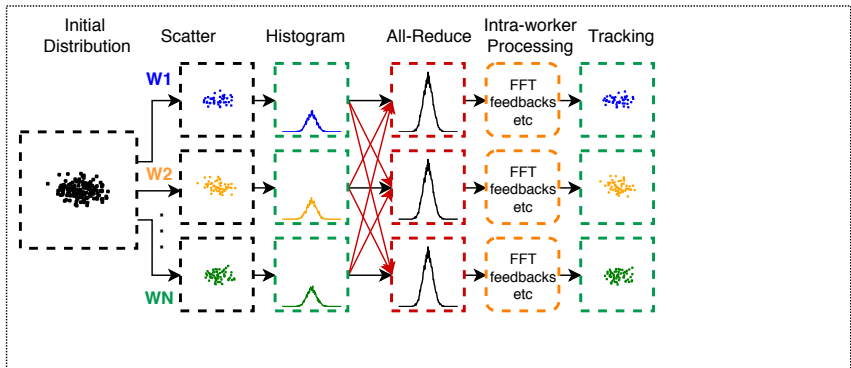 Initial
Distribution
Scatter
Histogram
All-Reduce
Intra-worker
Processing
Tracking
W1
FFT
feedbacks
etc
W2
FFT
feedbacks
etc
WN
FFT
feedbacks
etc